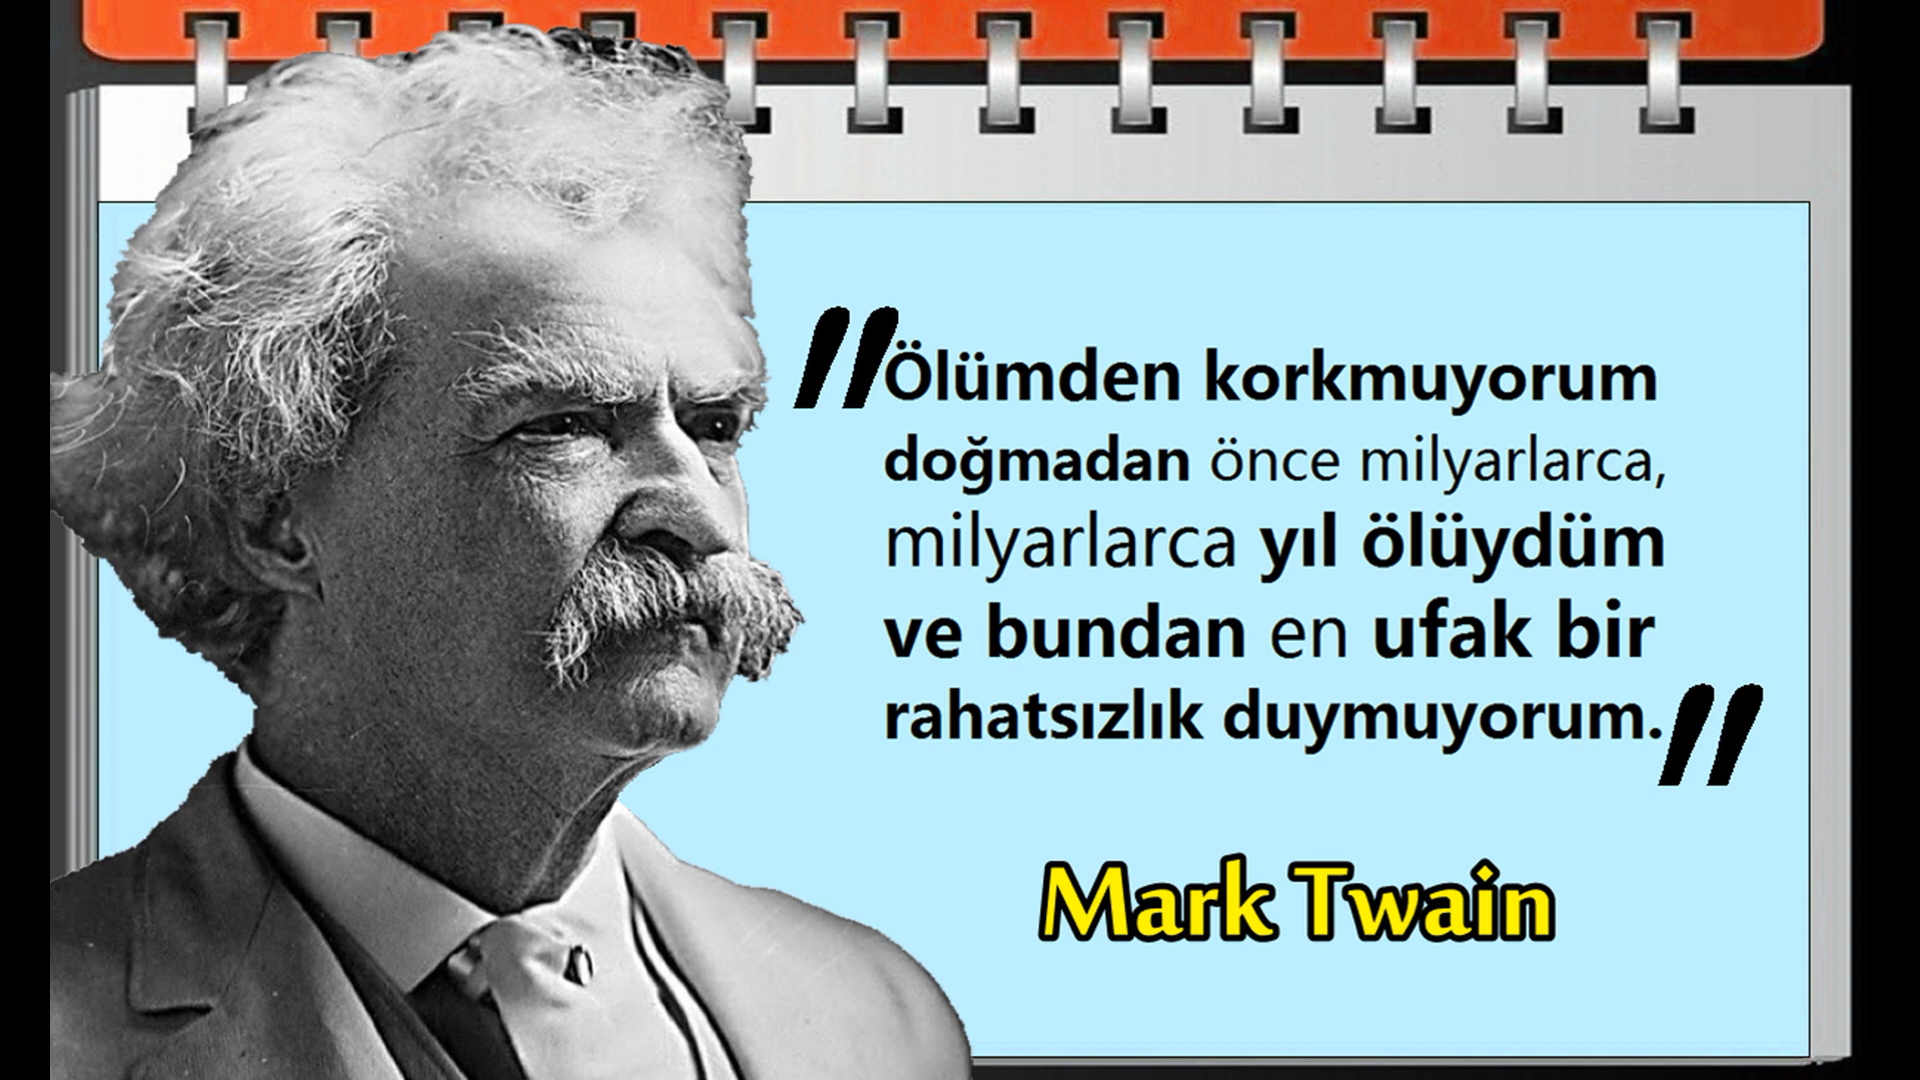 "Ölümden korkmuyorum
doğmadan önce milyarlarca,
milyarlarca yıl ölüydüm
ve bundan en ufak bir
rahatsızlık duymuyorum."
Mark Twain